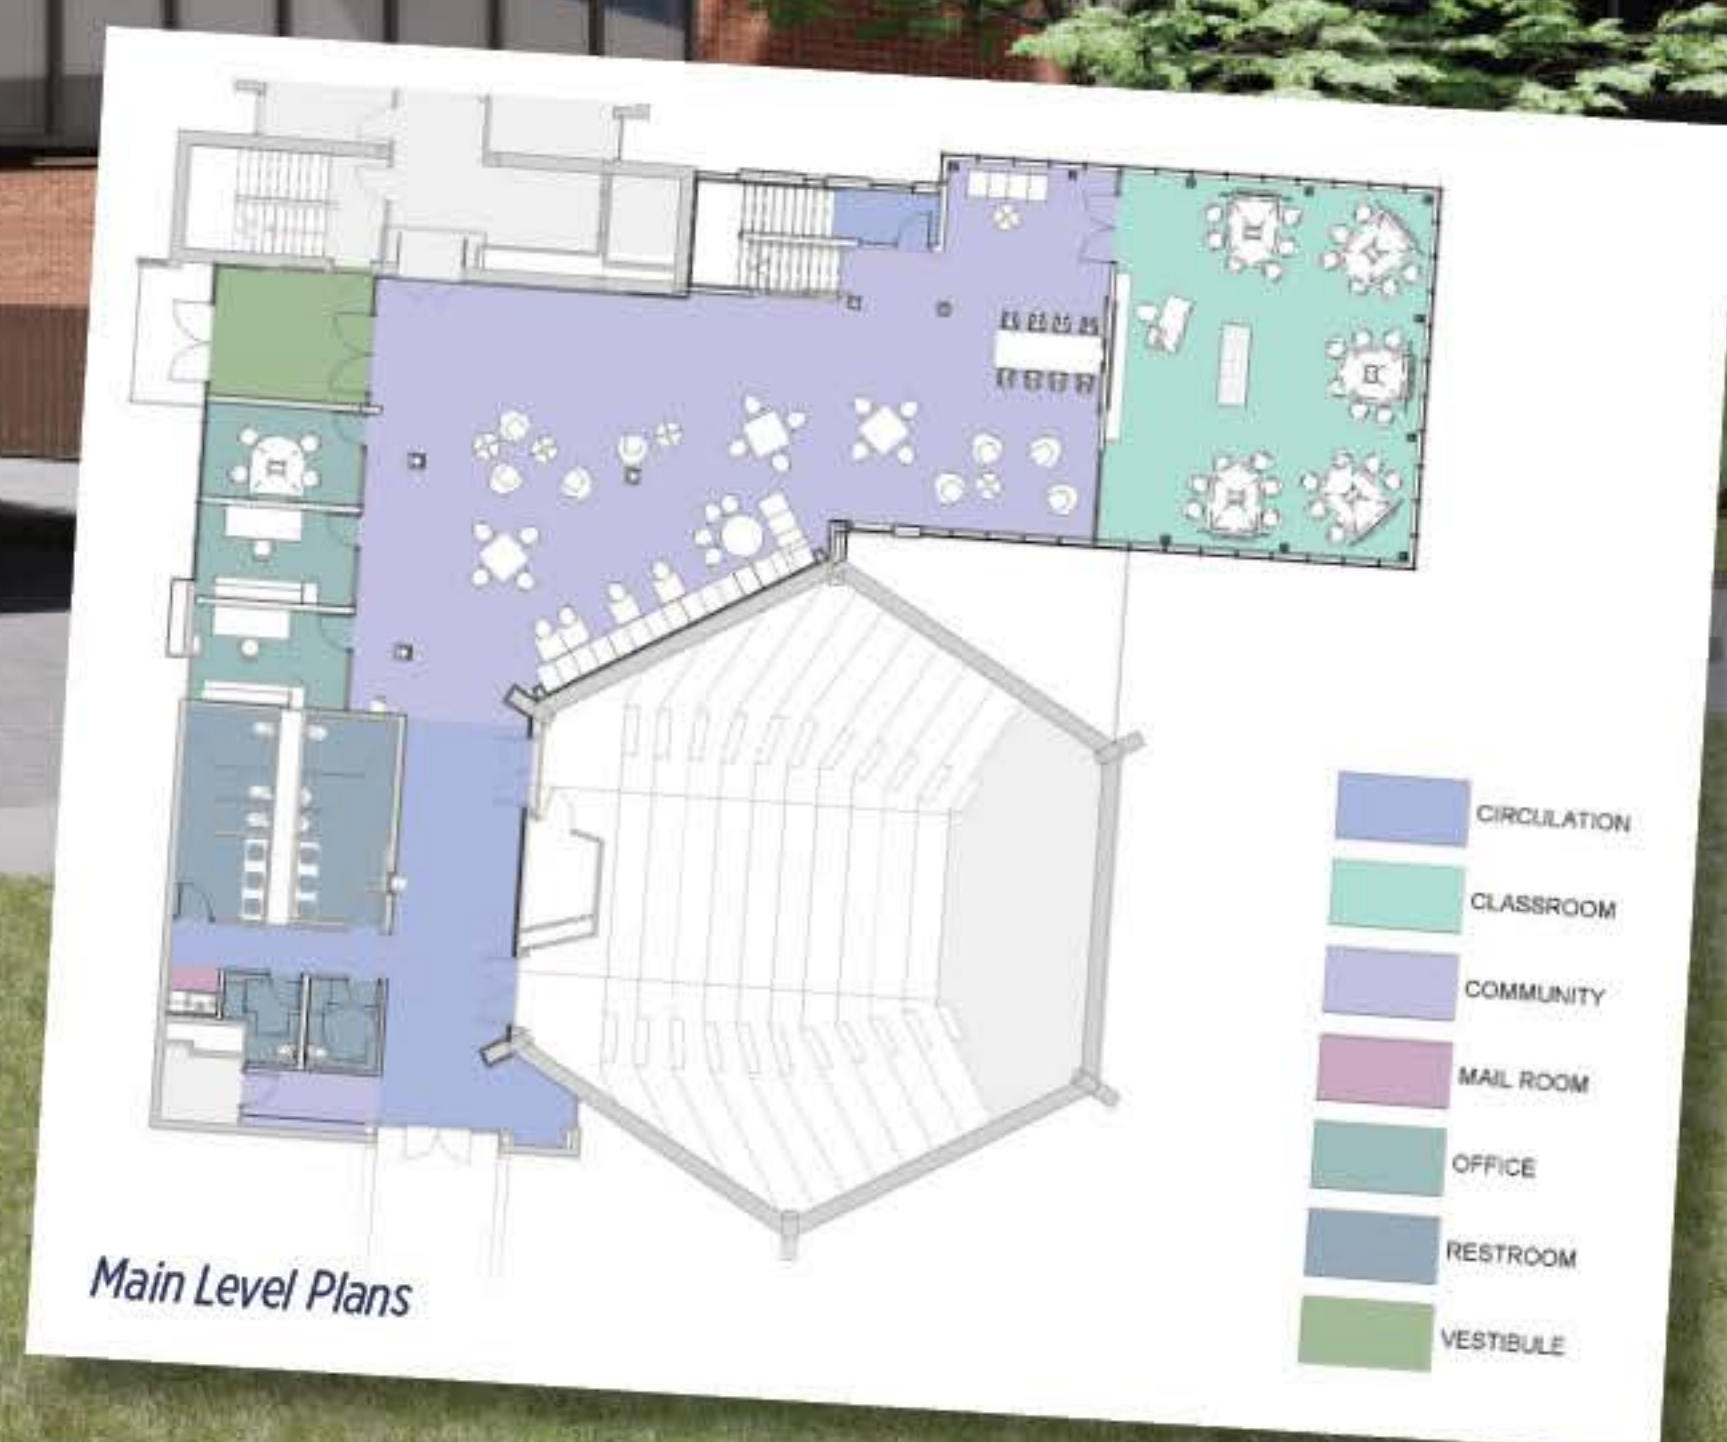 CIRCULATION
CLASSROOM
COMMUNITY
MAIL ROOM
OFFICE
RESTROOM
VESTIBULE
Main Level Plans